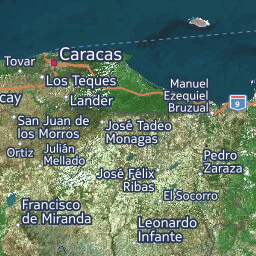 Caracas
Tovar
Los Teques
cay
Lander
Manuel
Ezequiel
Bruzual
9
San Juan de
los Morros
José Tadeo
Monagas
Ortiz
Julián
Mellado
Pedro
Zaraza
José Félix
Ribas
El Socorro
Francisco
de Miranda
Leonardo
Infante